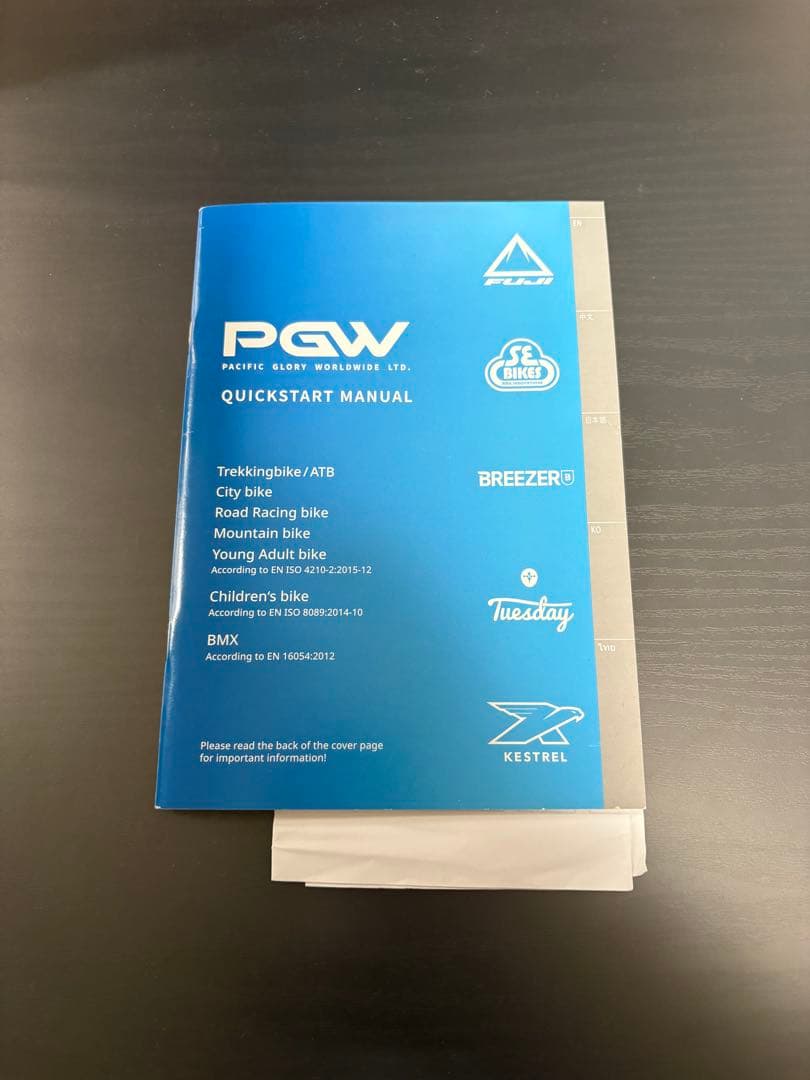 PGW
PACIFIC GLORY WORLDWIDE LTD.
QUICKSTART MANUAL
Trekkingbike/ATB
City bike
Road Racing bike
Mountain bike
Young Adult bike
According to EN ISO 4210-2:2015-12
Children's bike
According to EN ISO 8089:2014-10
BMX
According to EN 16054:2012
Please read the back of the cover page
for important information!
FUJI
SE
BIKES
BREEZER B
Tuesday
KESTREL
EN
中文
日本語
KO
ไทย